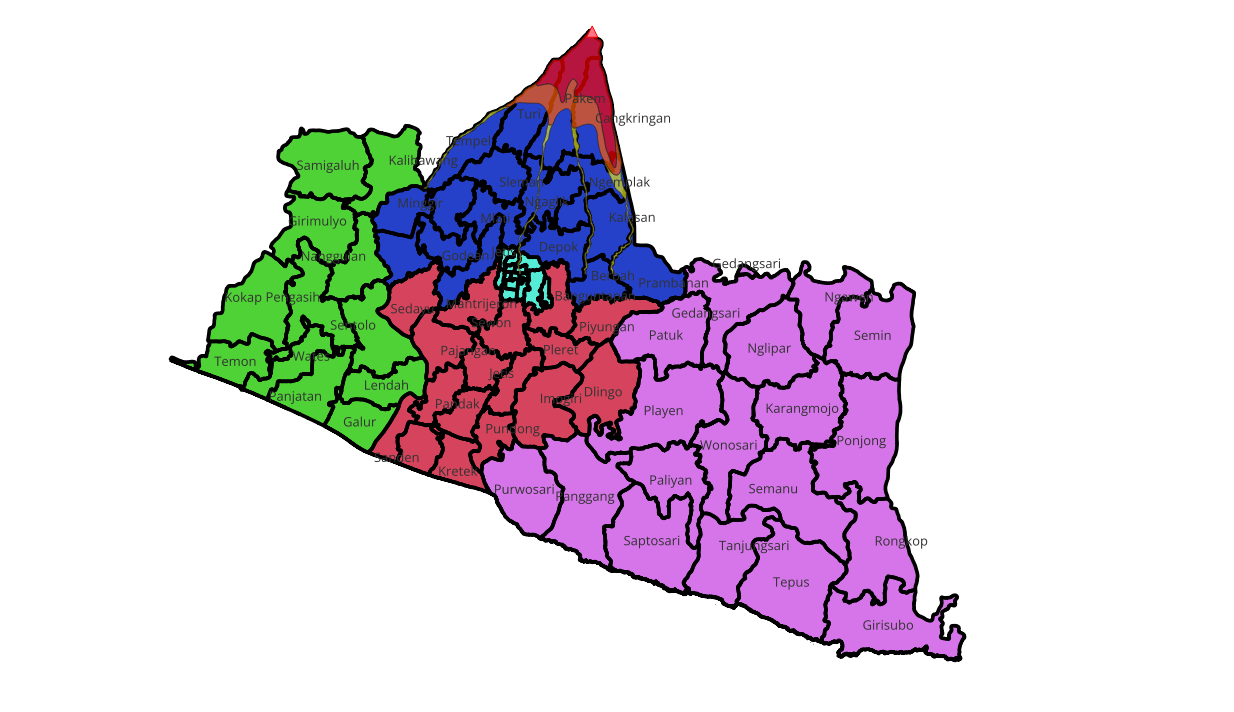 Pakem
Turi
Cangkringan
Tempel
Kalibawang
Samigaluh
Sleman
Ngemplak
Minggir
Ngaglik
Mlati
Kalasan
Girimulyo
Depok
Nanggulan
Godean
Jetis
Gedangsari
Berbah
Prambanan
Kokap
Pengasih
Mantrijeron
Banguntapan
Ngawen
Sedayu
Gedangsari
Sentolo
Sewon
Piyungan
Patuk
Semin
Nglipar
Pajangan
Pleret
Temon
Wates
Jetis
Lendah
Dlingo
Panjatan
Pandak
Imogiri
Playen
Karangmojo
Galur
Pundong
Wonosari
Ponjong
Sanden
Kretek
Paliyan
Purwosari
Panggang
Semanu
Saptosari
Tanjungsari
Rongkop
Tepus
Girisubo